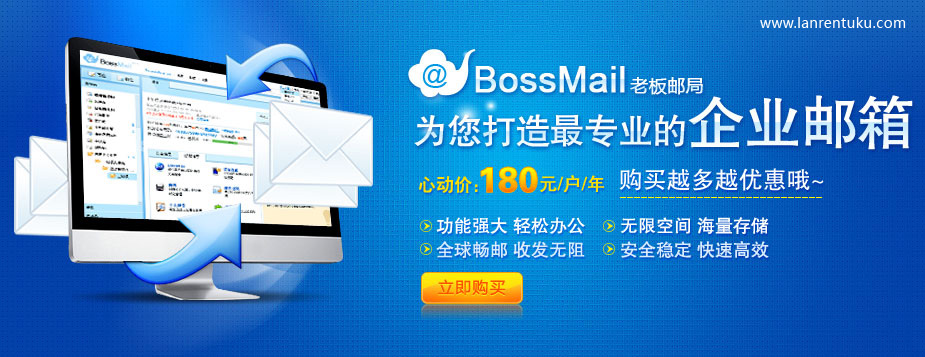 www.lanrentuku.com
BossMail
@BossMail 老板邮局
为您打造最专业的企业邮箱
心动价:180元/户/年 购买越多越优惠哦~
功能强大 轻松办公 无限空间 海量存储
全球畅邮 收发无阻 安全稳定 快速高效
立即购买